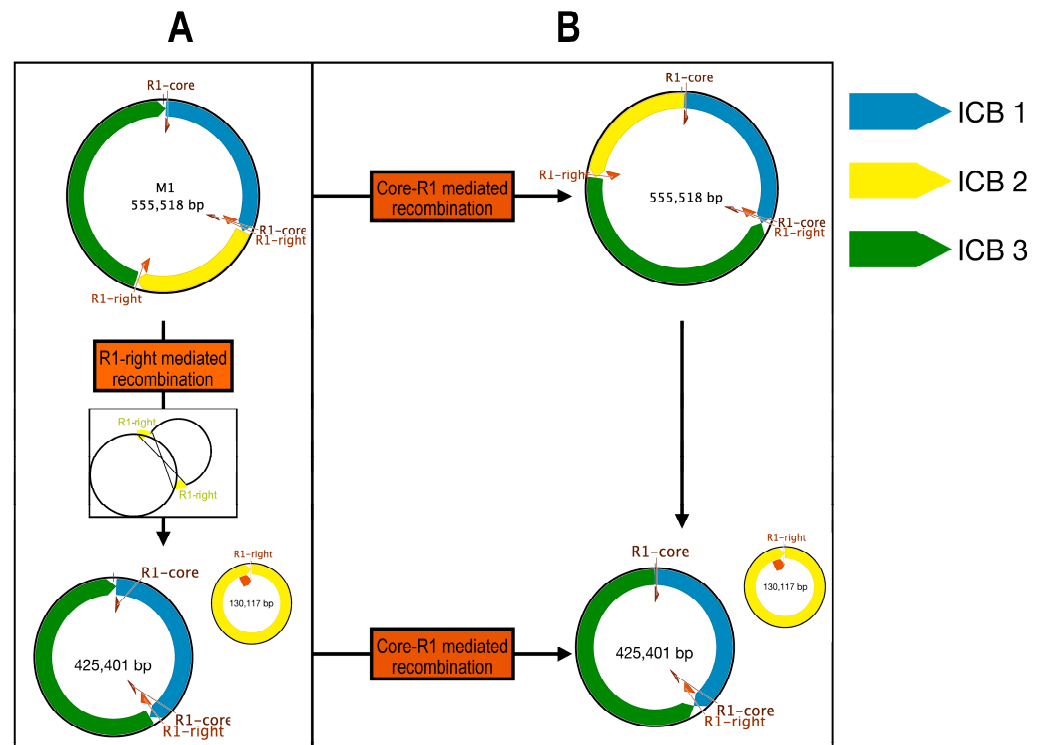 A
B
R1-core
M1
555,518 bp
R1-core
R1-right
R1-right
Core-R1 mediated
recombination
R1-core
R1-right
555,518 bp
R1-core
R1-right
ICB 1
ICB 2
ICB 3
R1-right mediated
recombination
R1-right
R1-right
R1-core
425,401 bp
R1-core
R1-right
R1-right
130,117 bp
Core-R1 mediated
recombination
R1-core
425,401 bp
R1-core
R1-right
R1-right
130,117 bp